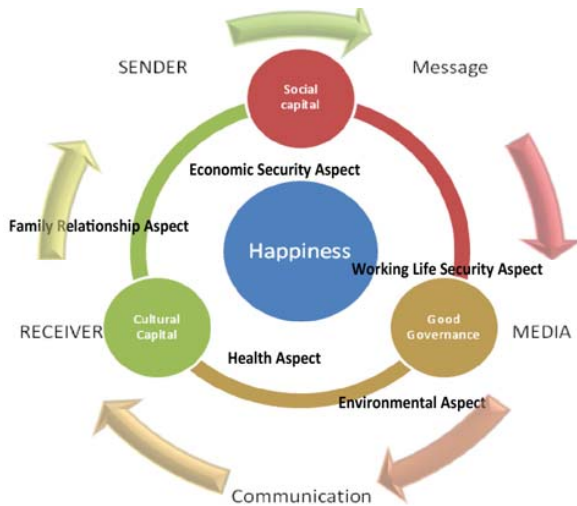 SENDER
Message
Social
capital
Economic Security Aspect
Family Relationship Aspect
Happiness
Working Life Security Aspect
RECEIVER
Cultural
Capital
Good
Governance
MEDIA
Health Aspect
Environmental Aspect
Communication